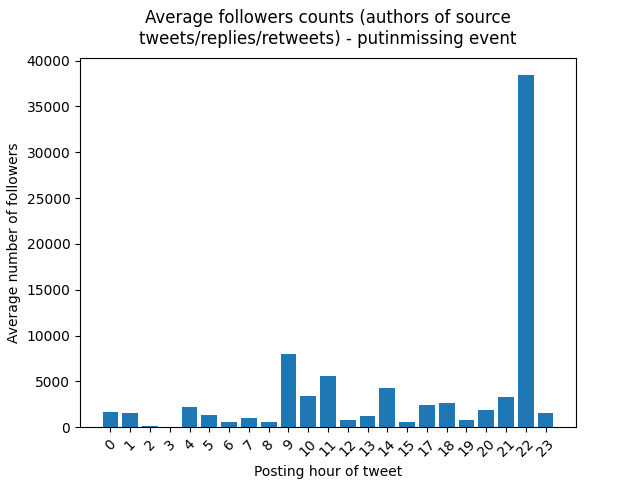 Average followers counts (authors of source
tweets/replies/retweets) - putinmissing event
Average number of followers
40000
35000
30000
25000
20000
15000
10000
5000
0
0 1 2 3 4 5 6 7 8 9 10 11 12 13 14 15 17 18 19 20 21 22 23
Posting hour of tweet